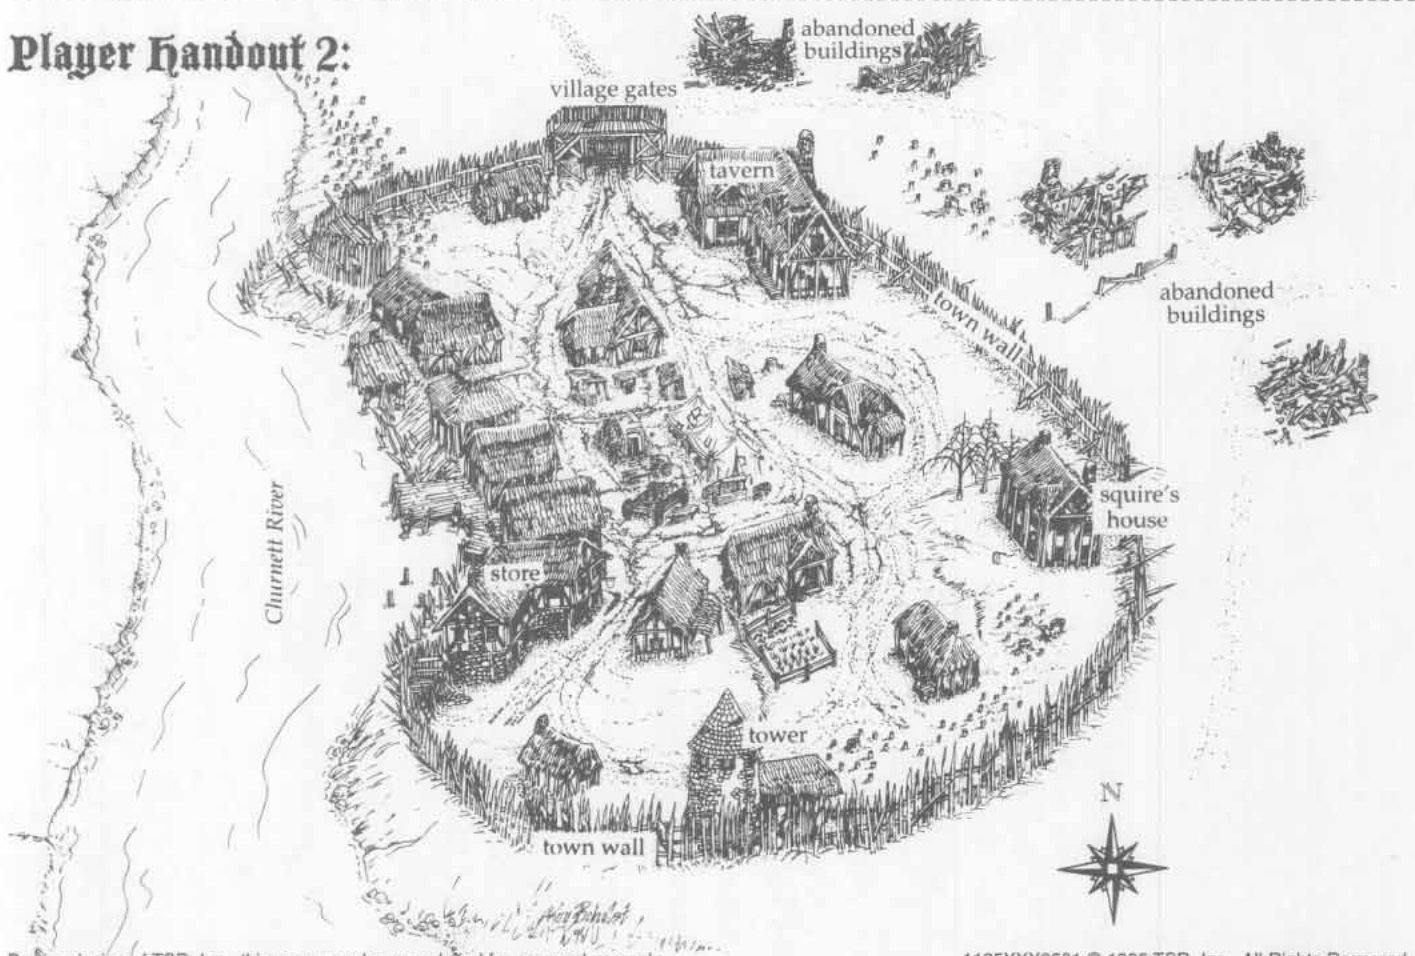 Player Handout 2:
abandoned
buildings
village gates
tavern
town wall
abandoned
buildings
squire's
house
Churnett River
store
tower
N
town wall